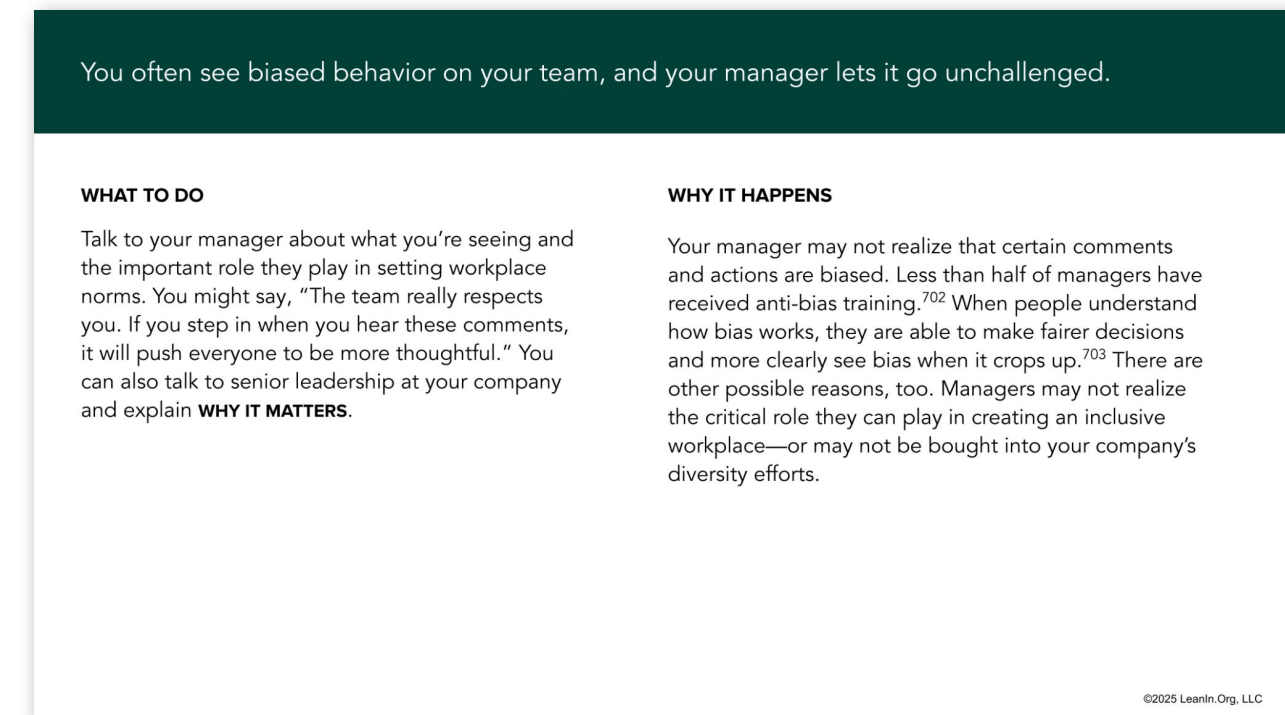 You often see biased behavior on your team, and your manager lets it go unchallenged.
WHAT TO DO
Talk to your manager about what you’re seeing and
the important role they play in setting workplace
norms. You might say, “The team really respects
you. If you step in when you hear these comments,
it will push everyone to be more thoughtful.” You
can also talk to senior leadership at your company
and explain WHY IT MATTERS.
WHY IT HAPPENS
Your manager may not realize that certain comments
and actions are biased. Less than half of managers have
received anti-bias training.702 When people understand
how bias works, they are able to make fairer decisions
and more clearly see bias when it crops up.703 There are
other possible reasons, too. Managers may not realize
the critical role they can play in creating an inclusive
workplace—or may not be bought into your company’s
diversity efforts.
©2025 LeanIn.Org, LLC